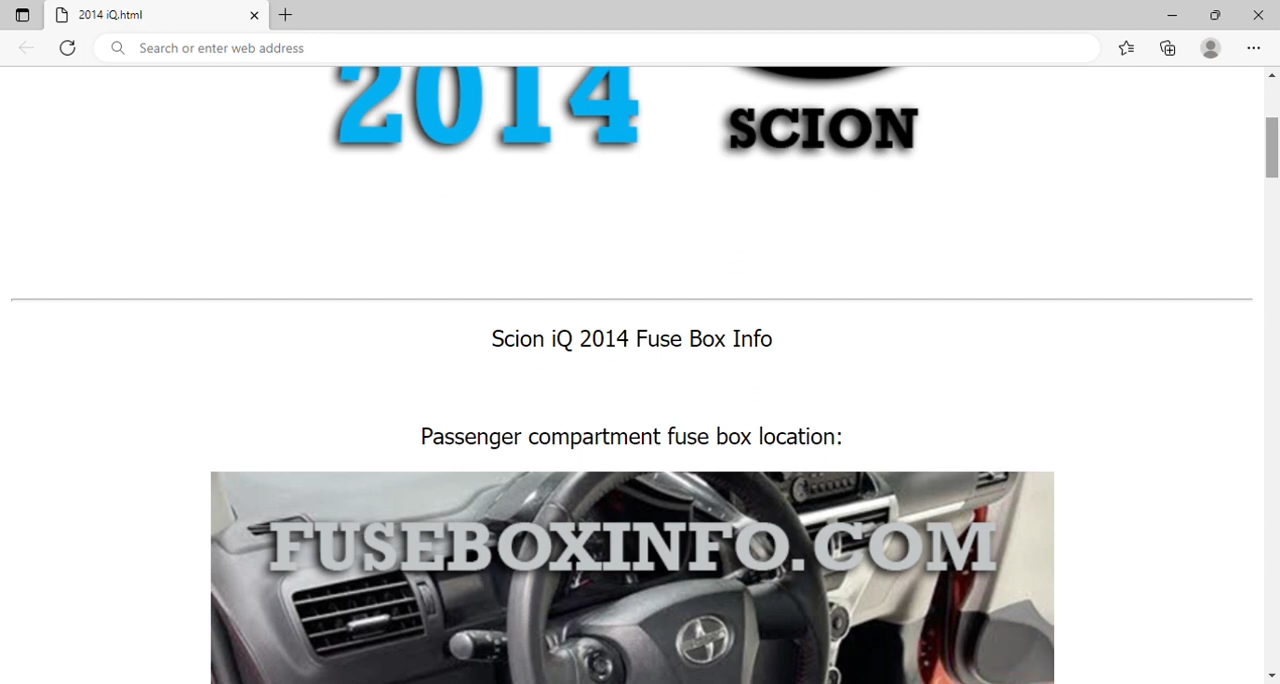 2014 iQ.html
Search or enter web address
2014
SCION
Scion iQ 2014 Fuse Box Info
Passenger compartment fuse box location:
FUSEBOXINFO.COM